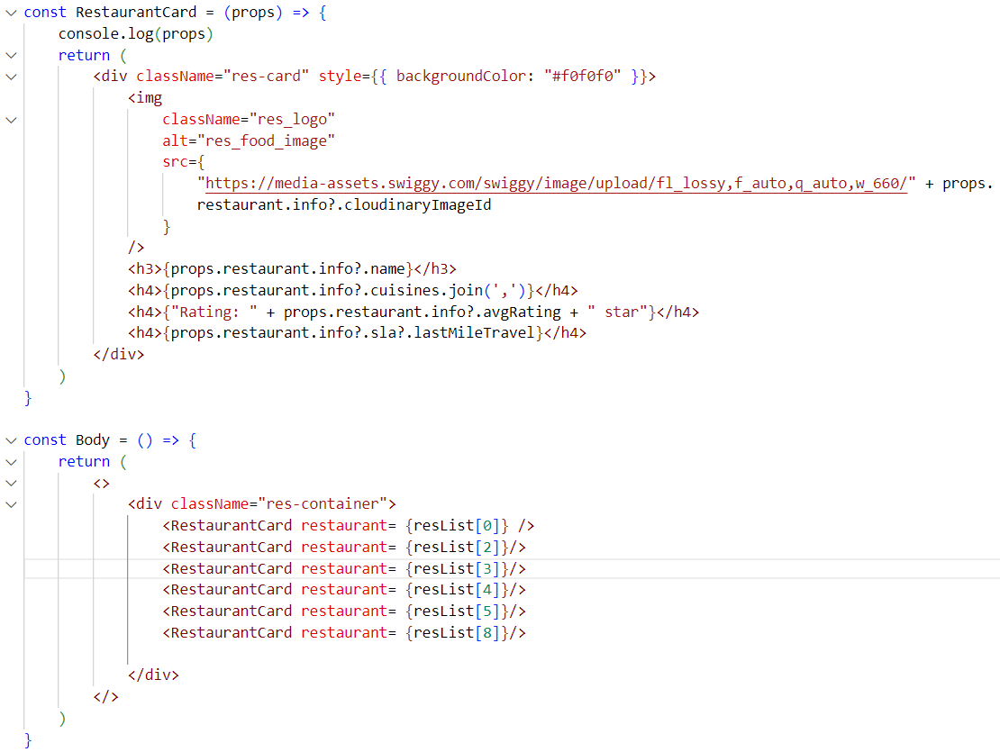 const RestaurantCard = (props) => {
    console.log(props)
    return (
        <div className="res-card" style={{ backgroundColor: "#f0f0f0" }}>
            <img
                className="res_logo"
                alt="res_food_image"
                src={
                    "https://media-assets.swiggy.com/swiggy/image/upload/fl_lossy,f_auto,q_auto,w_660/" + props.
                    restaurant.info?.cloudinaryImageId
                }
            />
            <h3>{props.restaurant.info?.name}</h3>
            <h4>{props.restaurant.info?.cuisines.join(',')}</h4>
            <h4>{"Rating: " + props.restaurant.info?.avgRating + " star"}</h4>
            <h4>{props.restaurant.info?.sla?.lastMileTravel}</h4>
        </div>
    )
}

const Body = () => {
    return (
        <>
            <div className="res-container">
                <RestaurantCard restaurant= {resList[0]} />
                <RestaurantCard restaurant= {resList[2]}/>
                <RestaurantCard restaurant= {resList[3]}/>
                <RestaurantCard restaurant= {resList[4]}/>
                <RestaurantCard restaurant= {resList[5]}/>
                <RestaurantCard restaurant= {resList[8]}/>

            </div>
        </>
    )
}